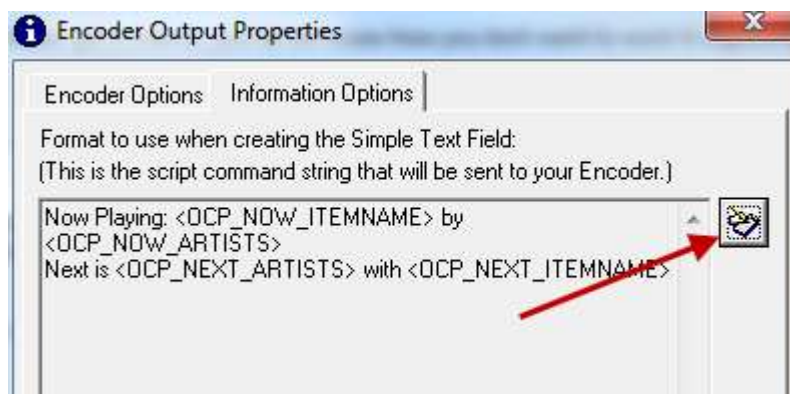 Encoder Output Properties
Encoder Options
Information Options
Format to use when creating the Simple Text Field:
(This is the script command string that will be sent to your Encoder.)
Now Playing: <OCP_NOW_ITEMNAME> by
<OCP_NOW_ARTISTS>
Next is <OCP_NEXT_ARTISTS> with <OCP_NEXT_ITEMNAME>